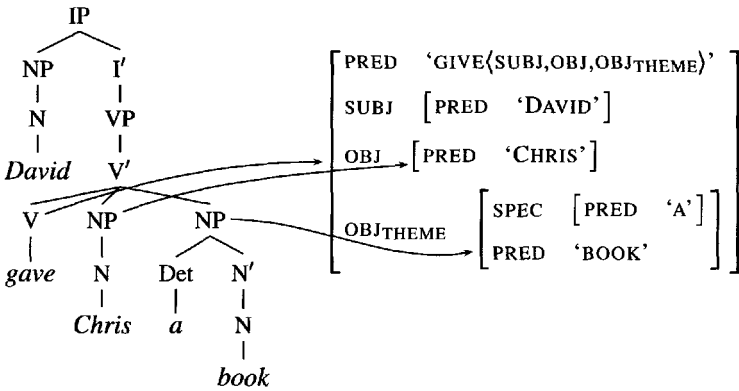 IP
NP I′
N VP
David V′
V NP NP
gave N Det N′
Chris a N
book
PRED ‘GIVE⟨SUBJ,OBJ,OBJTHEME⟩’
SUBJ [PRED ‘DAVID’]
OBJ [PRED ‘CHRIS’]
OBJTHEME [SPEC [PRED ‘A’]
PRED ‘BOOK’]